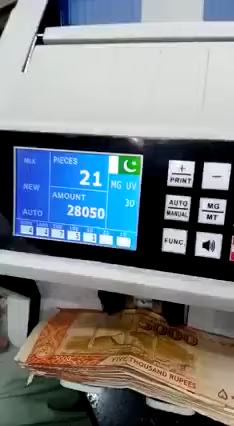 MIX
PIECES
21
NEW
MG UV
AMOUNT
3D
AUTO
28050
+
PRINT
−
AUTO
MANUAL
MG
MT
FUNC.
5000
FIVE THOUSAND RUPEES